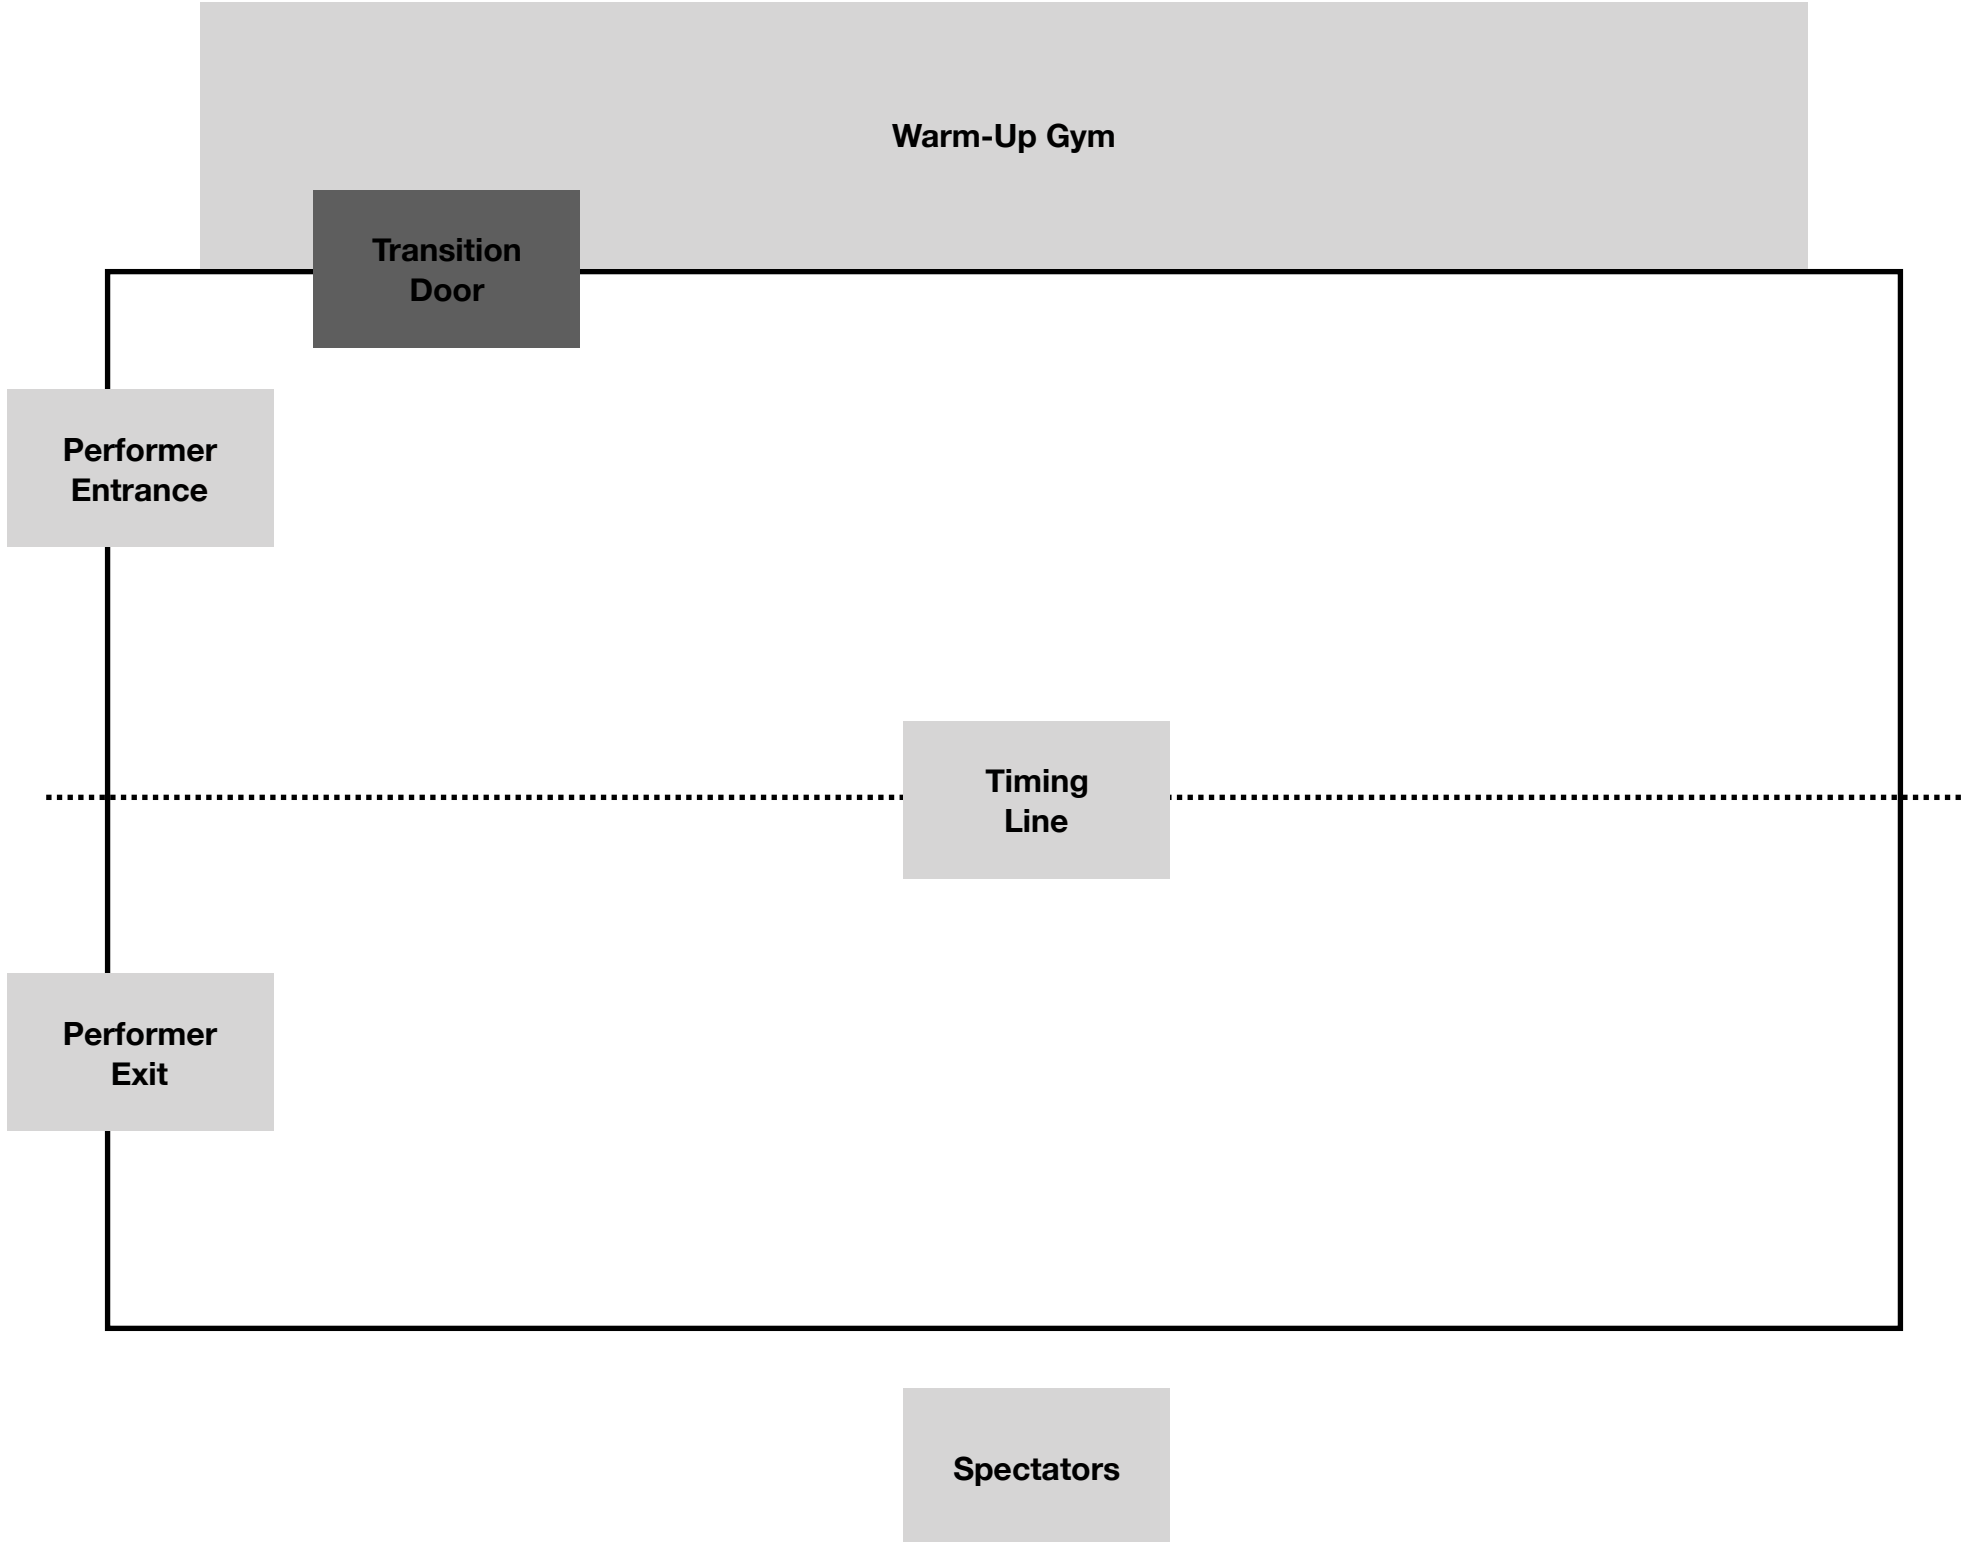 Warm-Up Gym
Transition
Door
Performer
Entrance
Timing
Line
Performer
Exit
Spectators